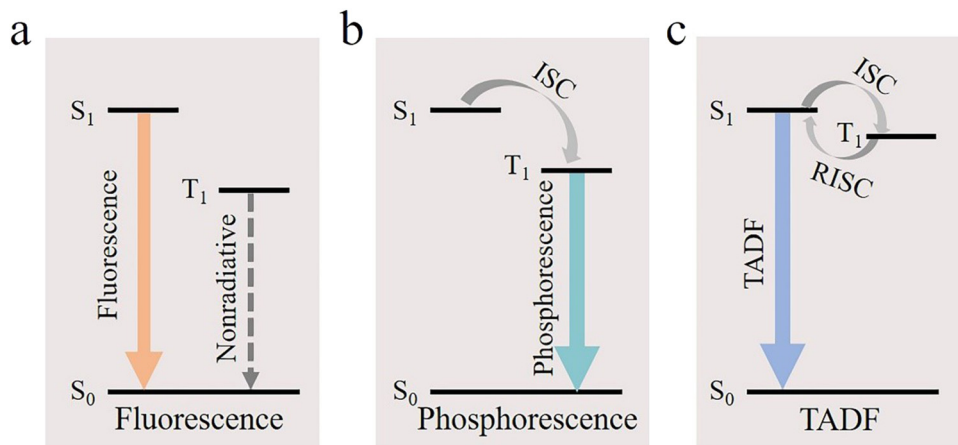 a
S1
T1
Fluorescence
Nonradiative
S0
Fluorescence
b
ISC
S1
T1
Phosphorescence
S0
Phosphorescence
c
ISC
S1
T1
RISC
TADF
S0
TADF